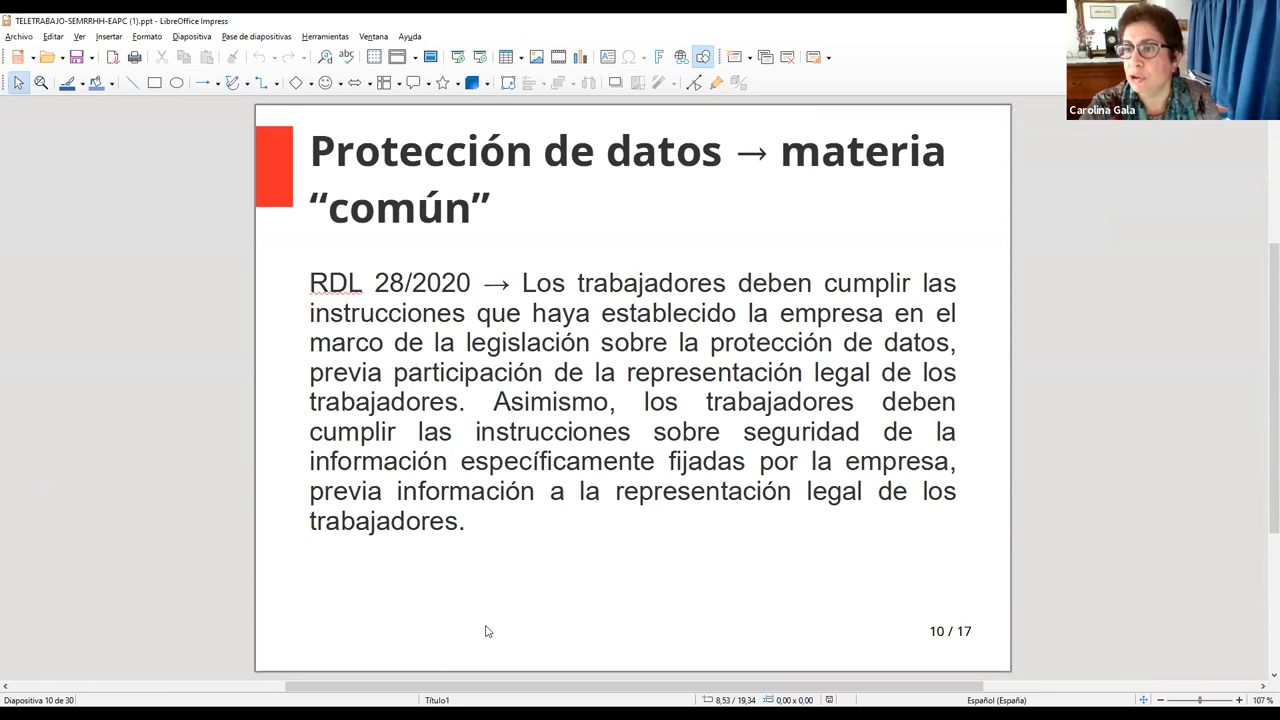 TELETRABAJO-SEMRRHH-EAPC (1).ppt - LibreOffice Impress
Archivo Editar Ver Insertar Formato Diapositiva Pase de diapositivas Herramientas Ventana Ayuda
Carolina Gala
Protección de datos → materia
“común”
RDL 28/2020 → Los trabajadores deben cumplir las
instrucciones que haya establecido la empresa en el
marco de la legislación sobre la protección de datos,
previa participación de la representación legal de los
trabajadores. Asimismo, los trabajadores deben
cumplir las instrucciones sobre seguridad de la
información específicamente fijadas por la empresa,
previa información a la representación legal de los
trabajadores.
10 / 17
Diapositiva 10 de 30 Título1 8,53 / 19,34 0,00 x 0,00 Español (España) 107 %